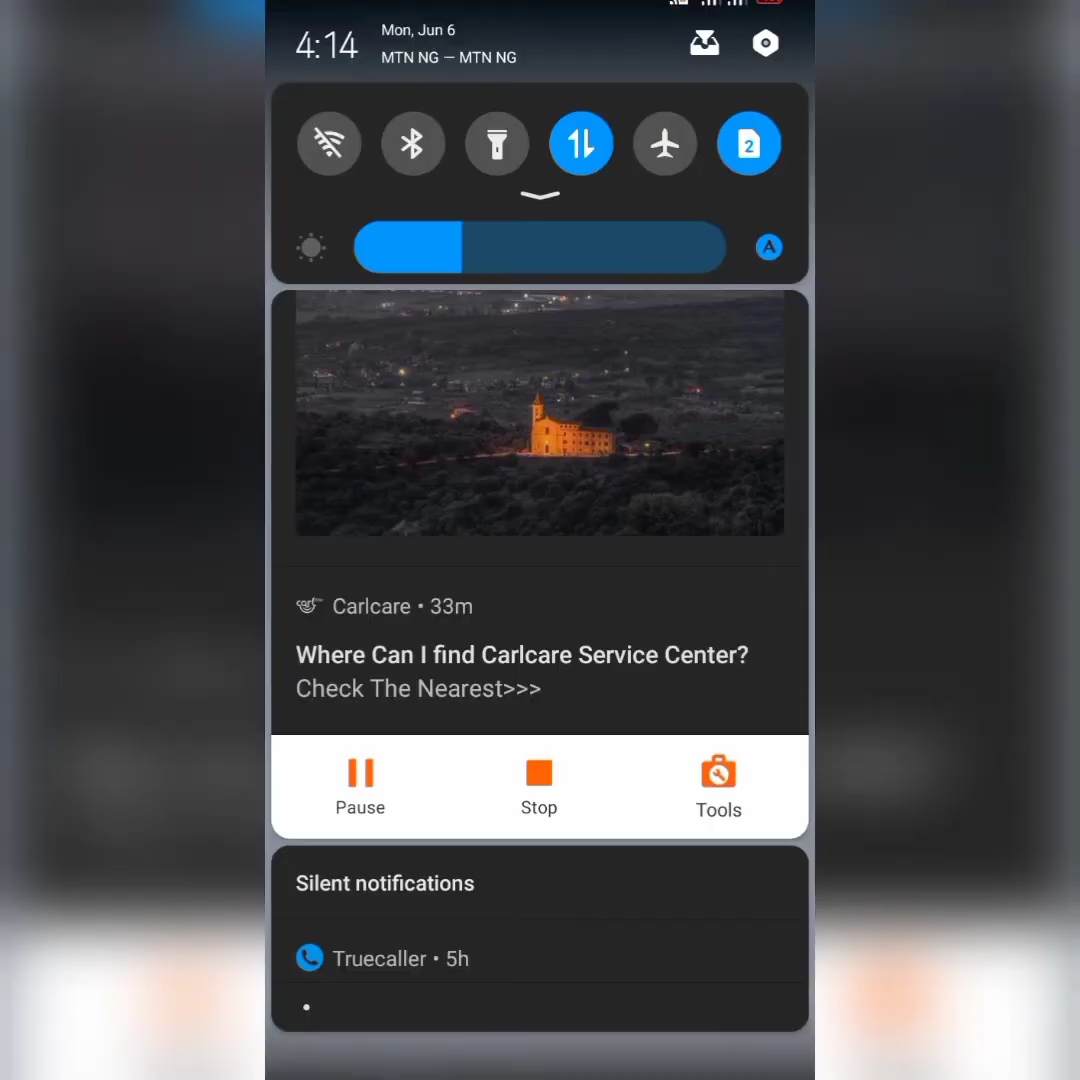 4:14
Mon, Jun 6
MTN NG — MTN NG
2
A
Carlcare • 33m
Where Can I find Carlcare Service Center?
Check The Nearest>>>
Pause
Stop
Tools
Silent notifications
Truecaller • 5h